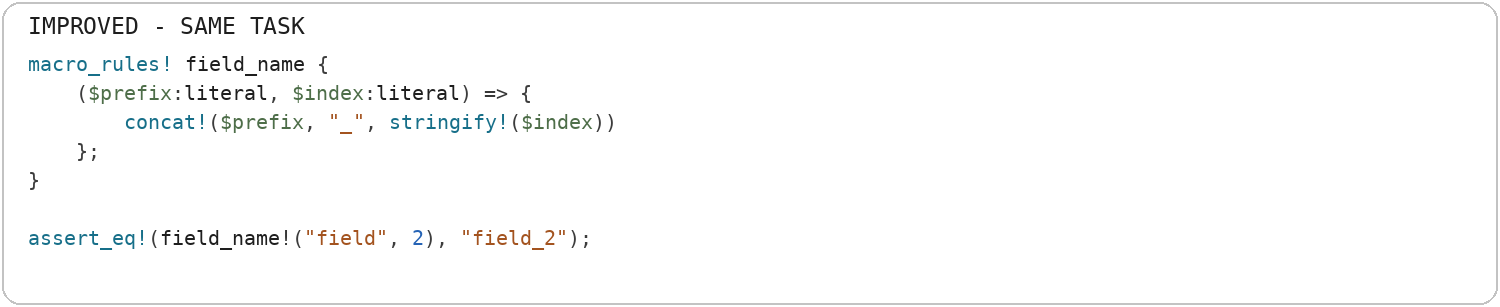 IMPROVED - SAME TASK
macro_rules! field_name {
    ($prefix:literal, $index:literal) => {
        concat!($prefix, "_", stringify!($index))
    };
}

assert_eq!(field_name!("field", 2), "field_2");